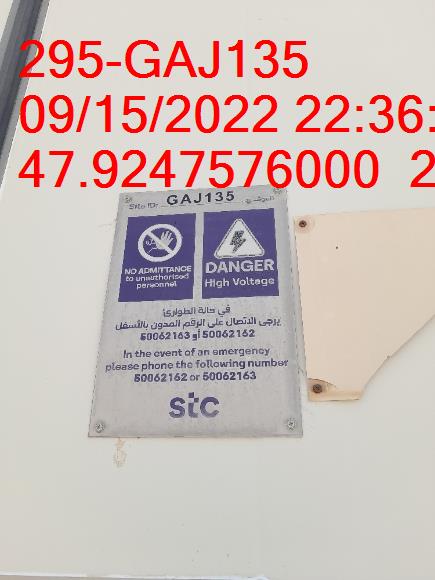 295-GAJ135
09/15/2022 22:36:
47.9247576000 2
Site ID: GAJ135 الموقع
NO ADMITTANCE
to unauthorised
personnel
DANGER
High Voltage
في حالة الطوارئ
يرجى الاتصال على الرقم المدون بالأسفل
50062162 أو 50062163
In the event of an emergency
please phone the following number
50062162 or 50062163
stc